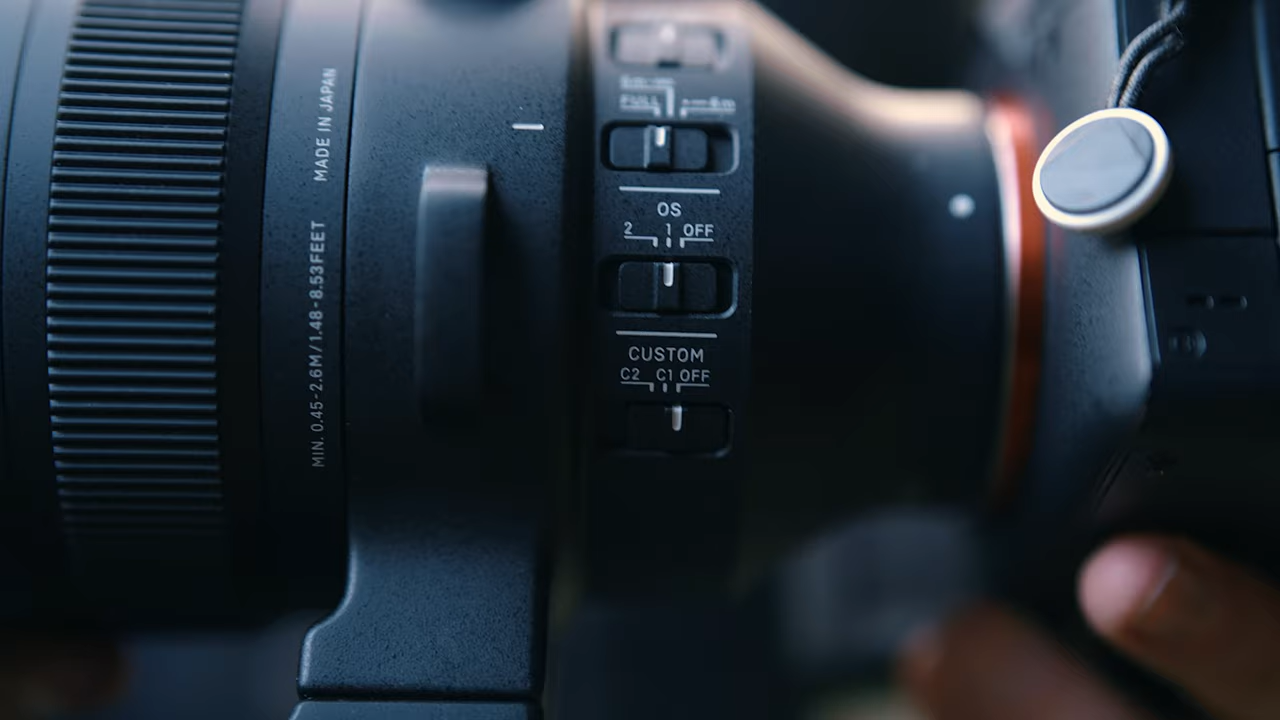 MADE IN JAPAN
MIN. 0.45-2.6M / 1.48-8.53FEET
FULL
OS
2 1 OFF
CUSTOM
C2 C1 OFF